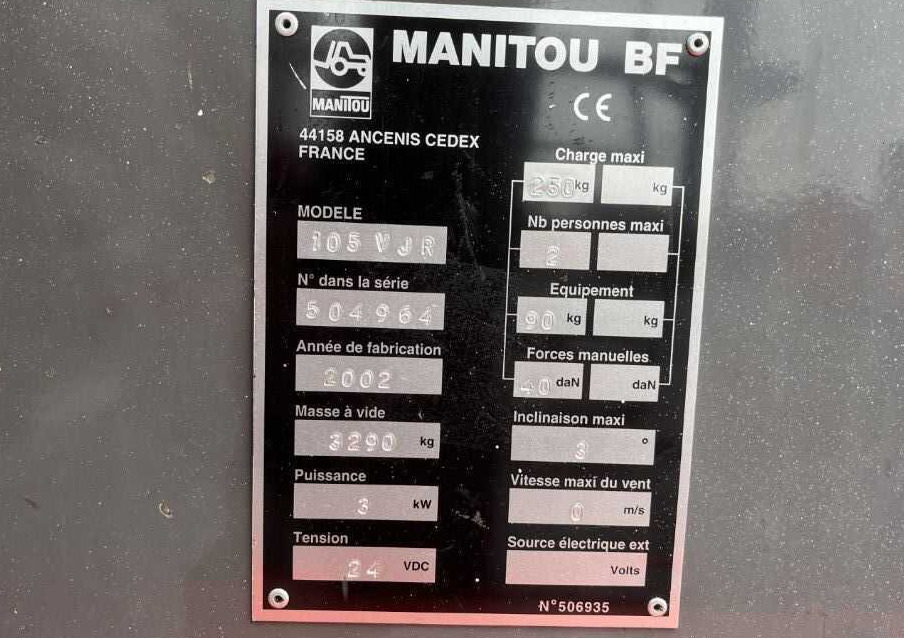 MANITOU
MANITOU BF
CE
44158 ANCENIS CEDEX
FRANCE
MODELE
105 VJR
N° dans la série
504964
Année de fabrication
2002
Masse à vide
3290 kg
Puissance
3 kW
Tension
24 VDC
Charge maxi
250 kg kg
Nb personnes maxi
2
Equipement
90 kg kg
Forces manuelles
40 daN daN
Inclinaison maxi
3 °
Vitesse maxi du vent
0 m/s
Source électrique ext
Volts
N°506935